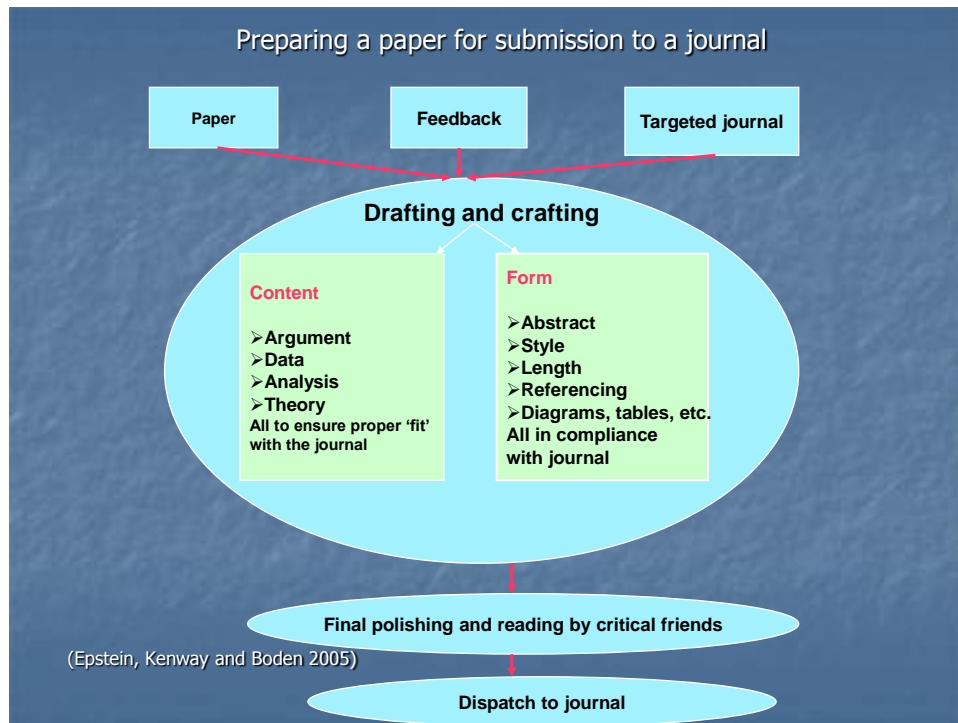 Preparing a paper for submission to a journal
Paper
Feedback
Targeted journal
Drafting and crafting
Content
➢Argument
➢Data
➢Analysis
➢Theory
All to ensure proper ‘fit’
with the journal
Form
➢Abstract
➢Style
➢Length
➢Referencing
➢Diagrams, tables, etc.
All in compliance
with journal
Final polishing and reading by critical friends
(Epstein, Kenway and Boden 2005)
Dispatch to journal